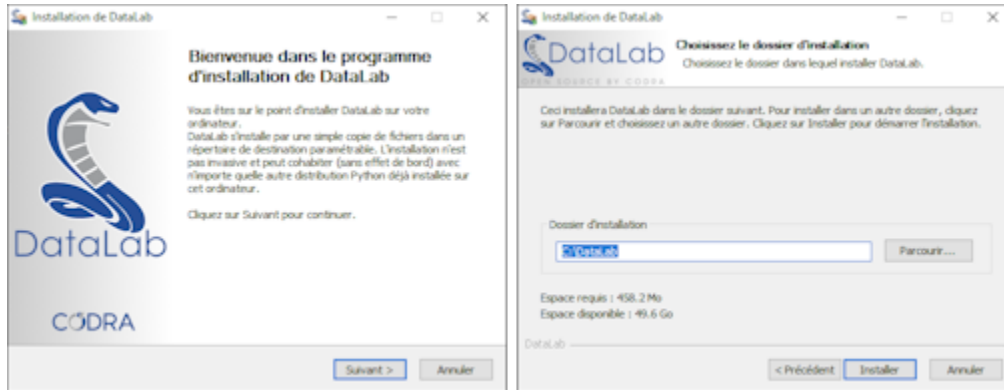 Installation de DataLab
Bienvenue dans le programme
d'installation de DataLab
Vous êtes sur le point d'installer DataLab sur votre
ordinateur.
DataLab s'installe par une simple copie de fichiers dans un
répertoire de destination paramétrable. L'installation n'est
pas invasive et peut cohabiter (sans effet de bord) avec
n'importe quelle autre distribution Python déjà installée sur
cet ordinateur.
Cliquez sur Suivant pour continuer.
DataLab
CODRA
Suivant >
Annuler
Installation de DataLab
DataLab
OPEN SOURCE BY CODRA
Choisissez le dossier d'installation
Choisissez le dossier dans lequel installer DataLab.
Ceci installera DataLab dans le dossier suivant. Pour installer dans un autre dossier, cliquez
sur Parcourir et choisissez un autre dossier. Cliquez sur Installer pour démarrer l'installation.
Dossier d'installation
C:\DataLab
Parcourir...
Espace requis : 458.2 Mo
Espace disponible : 49.6 Go
DataLab
< Précédent
Installer
Annuler